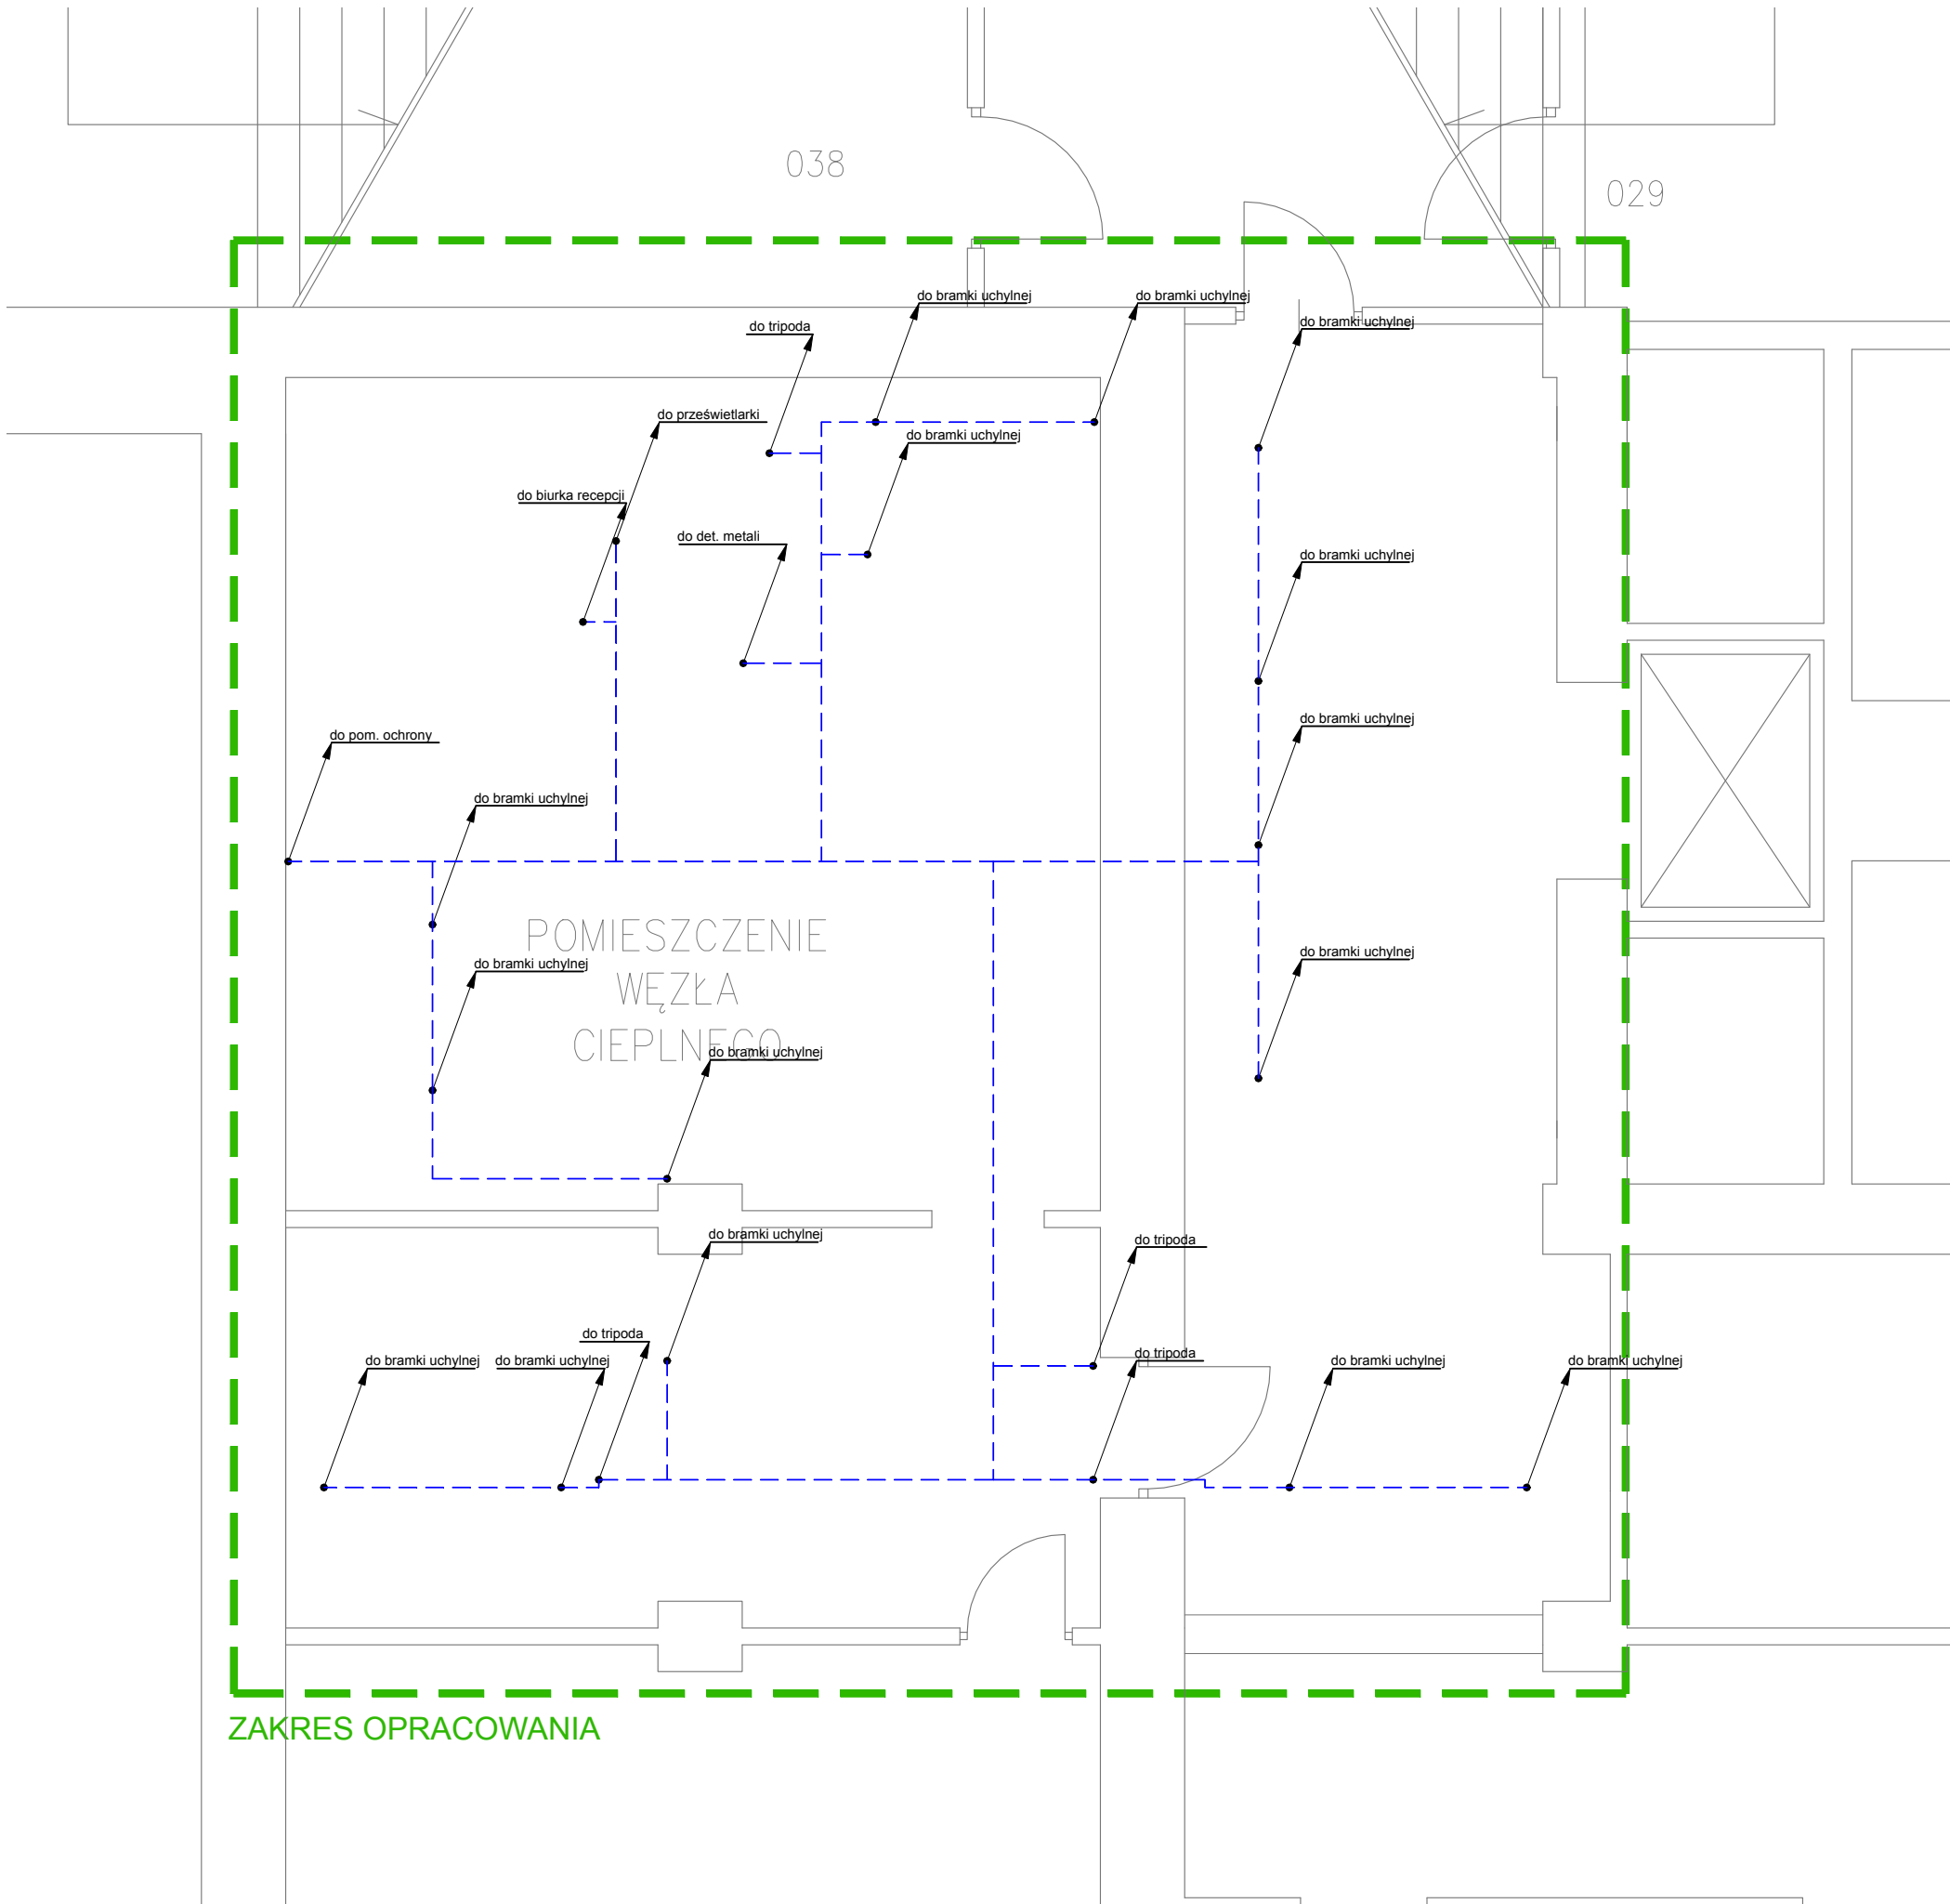 038
029
do bramki uchylnej
do bramki uchylnej
do tripoda
do bramki uchylnej
do prześwietlarki
do bramki uchylnej
do biurka recepcji
do det. metali
do bramki uchylnej
do pom. ochrony
do bramki uchylnej
do bramki uchylnej
POMIESZCZENIE
WĘZŁA
CIEPLNEGO
do bramki uchylnej
do bramki uchylnej
do bramki uchylnej
do bramki uchylnej
do tripoda
do tripoda
do tripoda
do bramki uchylnej
do bramki uchylnej
do bramki uchylnej
do bramki uchylnej
ZAKRES OPRACOWANIA